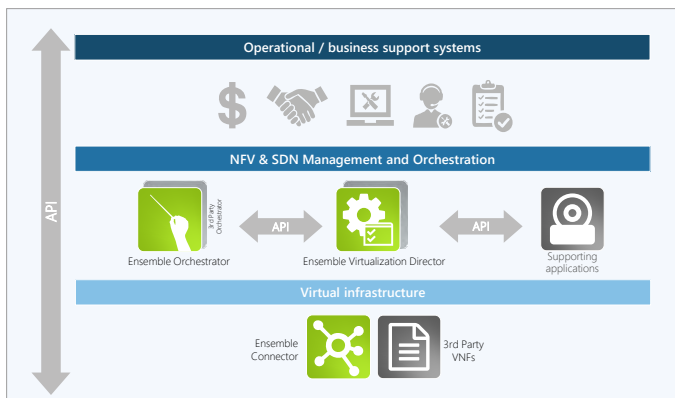 Operational / business support systems
NFV & SDN Management and Orchestration
API
3rd Party
Orchestrator
API
API
Ensemble Orchestrator
Ensemble Virtualization Director
Supporting
applications
Virtual infrastructure
Ensemble
Connector
3rd Party
VNFs